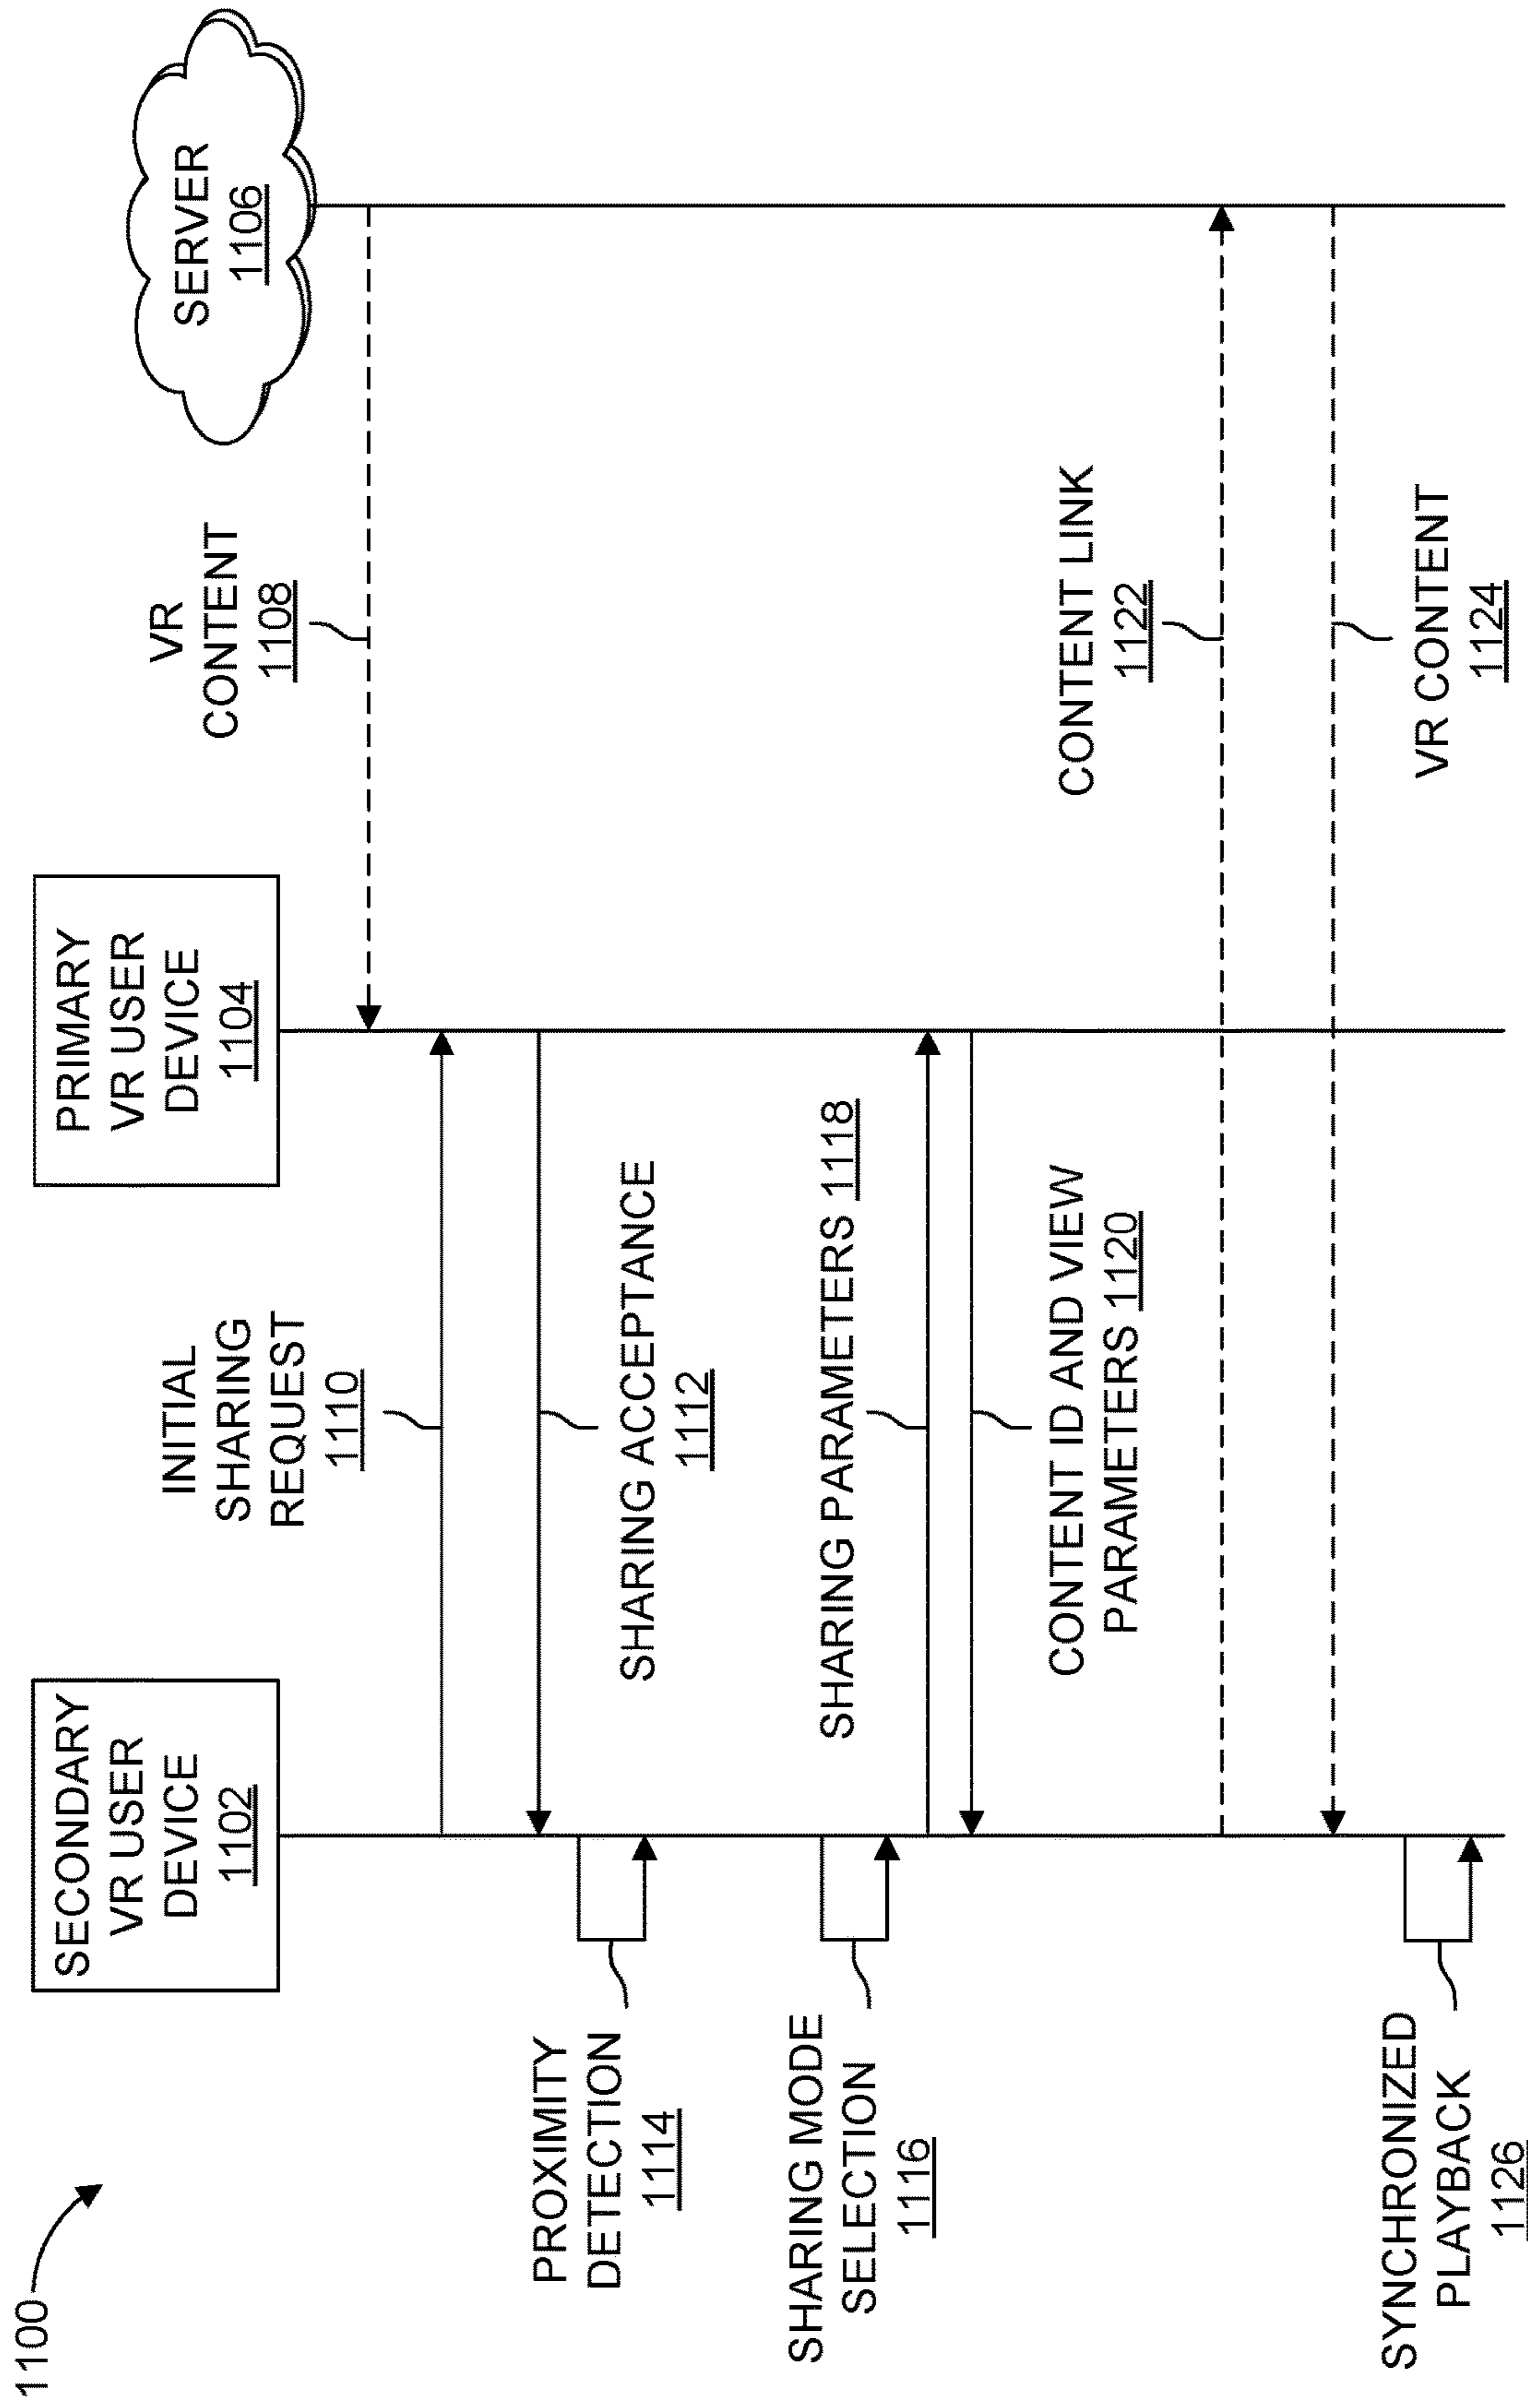 1100
SECONDARY
VR USER
DEVICE
1102
PRIMARY
VR USER
DEVICE
1104
SERVER
1106
VR
CONTENT
1108
INITIAL
SHARING
REQUEST
1110
SHARING ACCEPTANCE
1112
PROXIMITY
DETECTION
1114
SHARING MODE
SELECTION
1116
SHARING PARAMETERS 1118
CONTENT ID AND VIEW
PARAMETERS 1120
CONTENT LINK
1122
VR CONTENT
1124
SYNCHRONIZED
PLAYBACK
1126